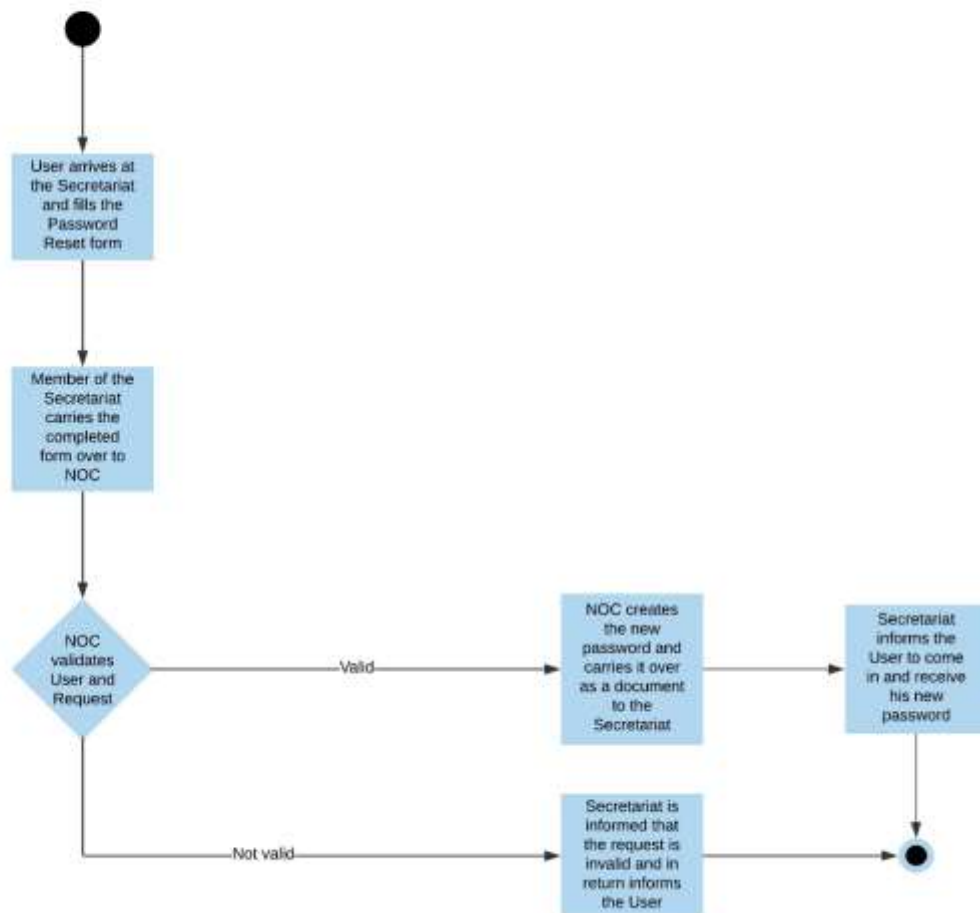 User arrives at
the Secretariat
and fills the
Password
Reset form
Member of the
Secretariat
carries the
completed
form over to
NOC
NOC
validates
User and
Request
Valid
NOC creates
the new
password and
carries it over
as a document
to the
Secretariat
Secretariat
informs the
User to come
in and receive
his new
password
Not valid
Secretariat is
informed that
the request is
invalid and in
return informs
the User